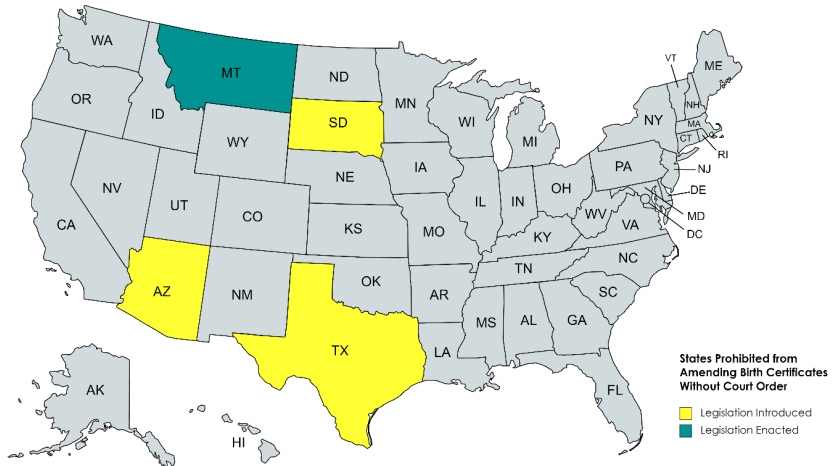 WA
MT
ND
MN
VT
ME
OR
ID
SD
WI
MI
NY
NH
MA
CT
RI
WY
IA
PA
NJ
NV
NE
IL
IN
OH
DE
MD
DC
UT
CO
CA
KS
MO
WV
VA
KY
NC
TN
AZ
NM
OK
AR
SC
MS
AL
GA
TX
LA
FL
AK
HI
States Prohibited from
Amending Birth Certificates
Without Court Order
Legislation Introduced
Legislation Enacted